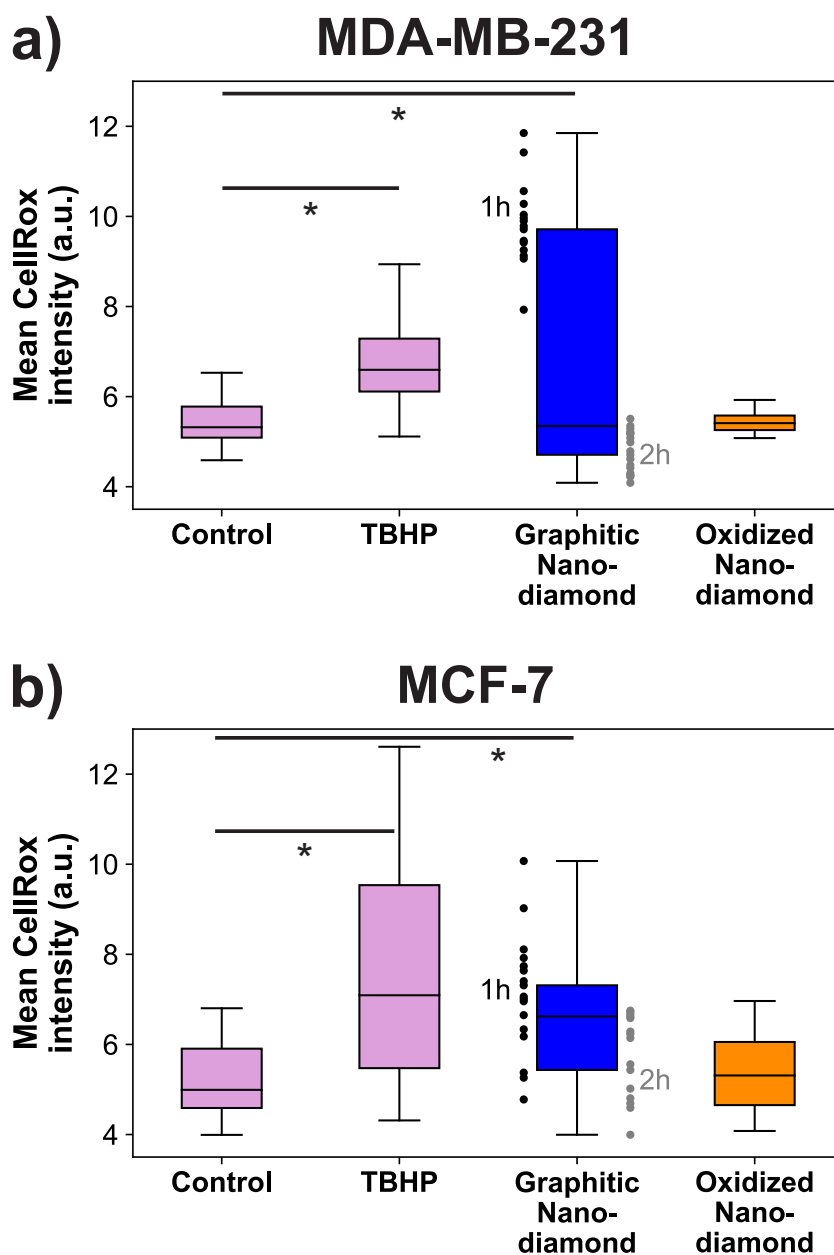 a) MDA-MB-231
Mean CellRox
intensity (a.u.)
12
10
8
6
4
*
*
1h
2h
Control TBHP Graphitic Oxidized
Nano- Nano-
diamond diamond
b) MCF-7
Mean CellRox
intensity (a.u.)
12
10
8
6
4
*
*
1h
2h
Control TBHP Graphitic Oxidized
Nano- Nano-
diamond diamond